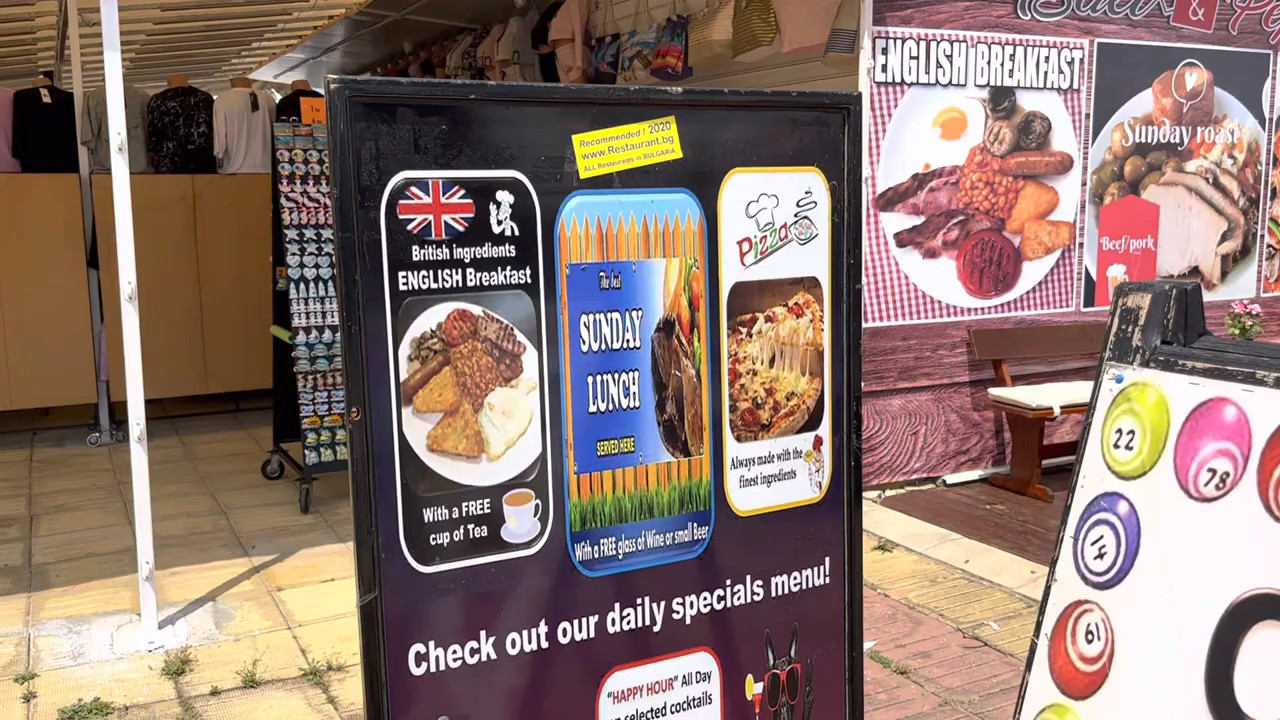 Recommended! 2020
www.Restaurant.bg
ALL Restaurants in BULGARIA
British ingredients
ENGLISH Breakfast
With a FREE
cup of Tea
The best
SUNDAY
LUNCH
SERVED HERE
With a FREE glass of Wine or small Beer
Pizza
Always made with the
finest ingredients
Check out our daily specials menu!
"HAPPY HOUR" All Day
on selected cocktails
&
ENGLISH BREAKFAST
Sunday roast
Beef/pork
22
78
14
61